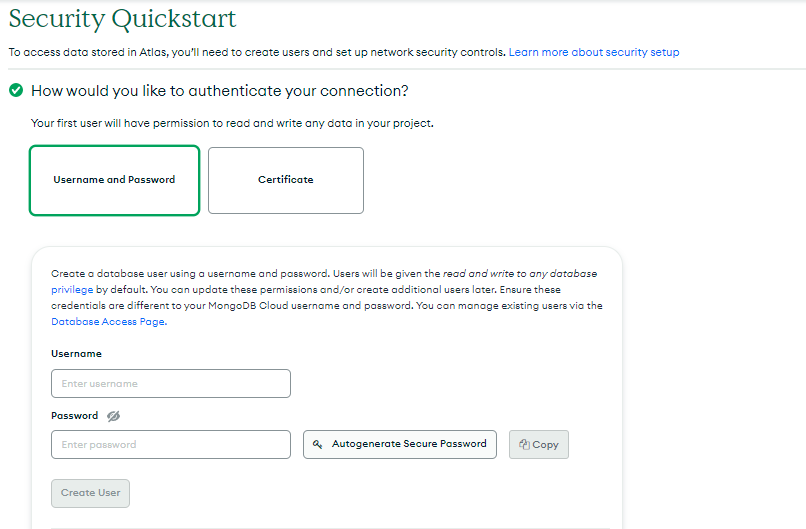 Security Quickstart
To access data stored in Atlas, you'll need to create users and set up network security controls. Learn more about security setup
How would you like to authenticate your connection?
Your first user will have permission to read and write any data in your project.
Username and Password
Certificate
Create a database user using a username and password. Users will be given the read and write to any database
privilege by default. You can update these permissions and/or create additional users later. Ensure these
credentials are different to your MongoDB Cloud username and password. You can manage existing users via the
Database Access Page.
Username
Enter username
Password
Enter password
Autogenerate Secure Password
Copy
Create User